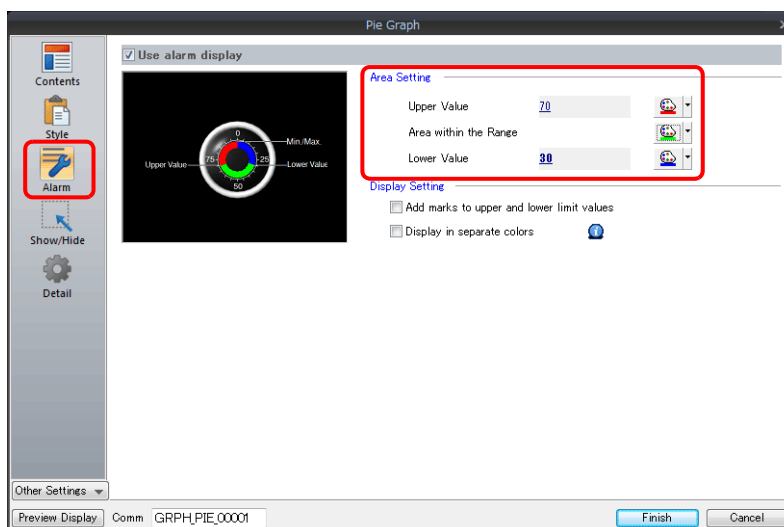 Pie Graph
Contents
Style
Alarm
Show/Hide
Detail
Other Settings
Use alarm display
0
Min./Max.
Upper Value
75
25
Lower Value
50
Area Setting
Upper Value 70
Area within the Range
Lower Value 30
Display Setting
Add marks to upper and lower limit values
Display in separate colors
Preview Display Comm GRPH_PIE_00001 Finish Cancel